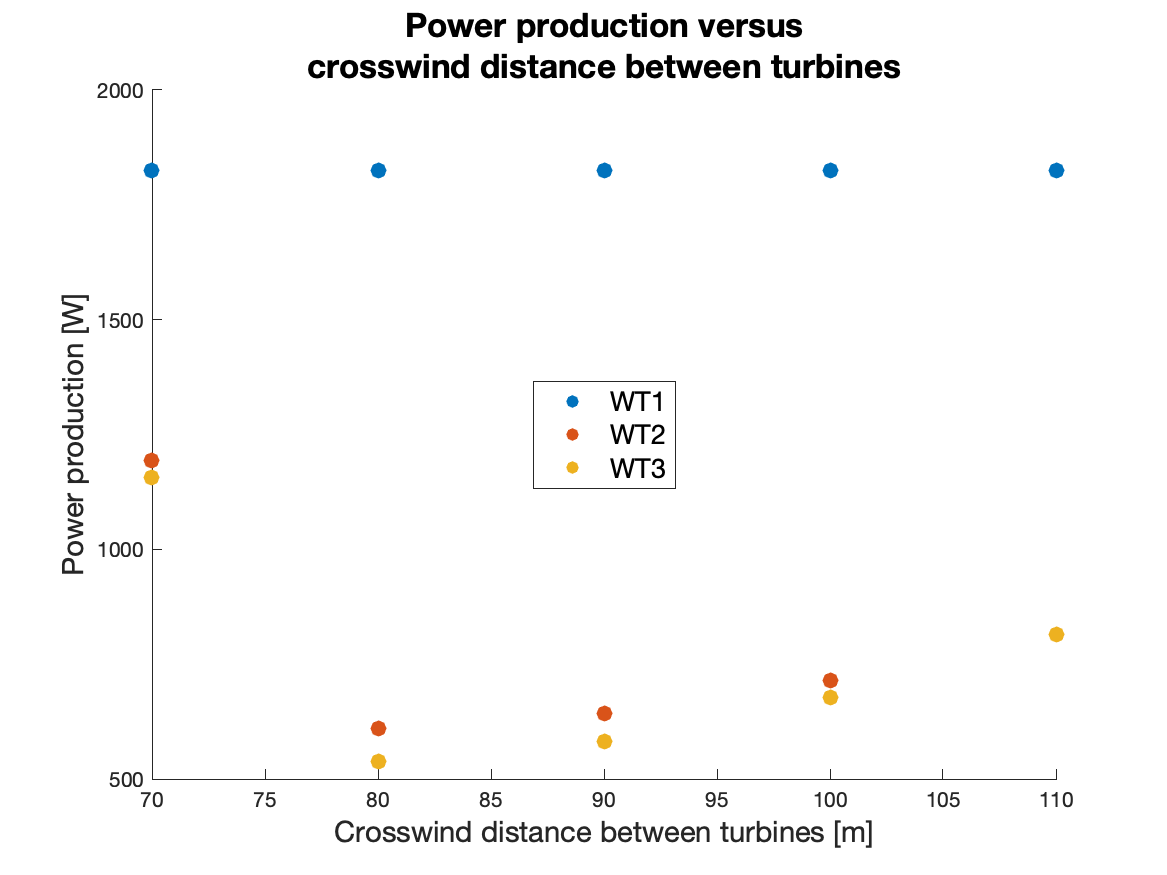 Power production versus
crosswind distance between turbines
Power production [W]
2000
1500
1000
500
WT1
WT2
WT3
70 75 80 85 90 95 100 105 110
Crosswind distance between turbines [m]